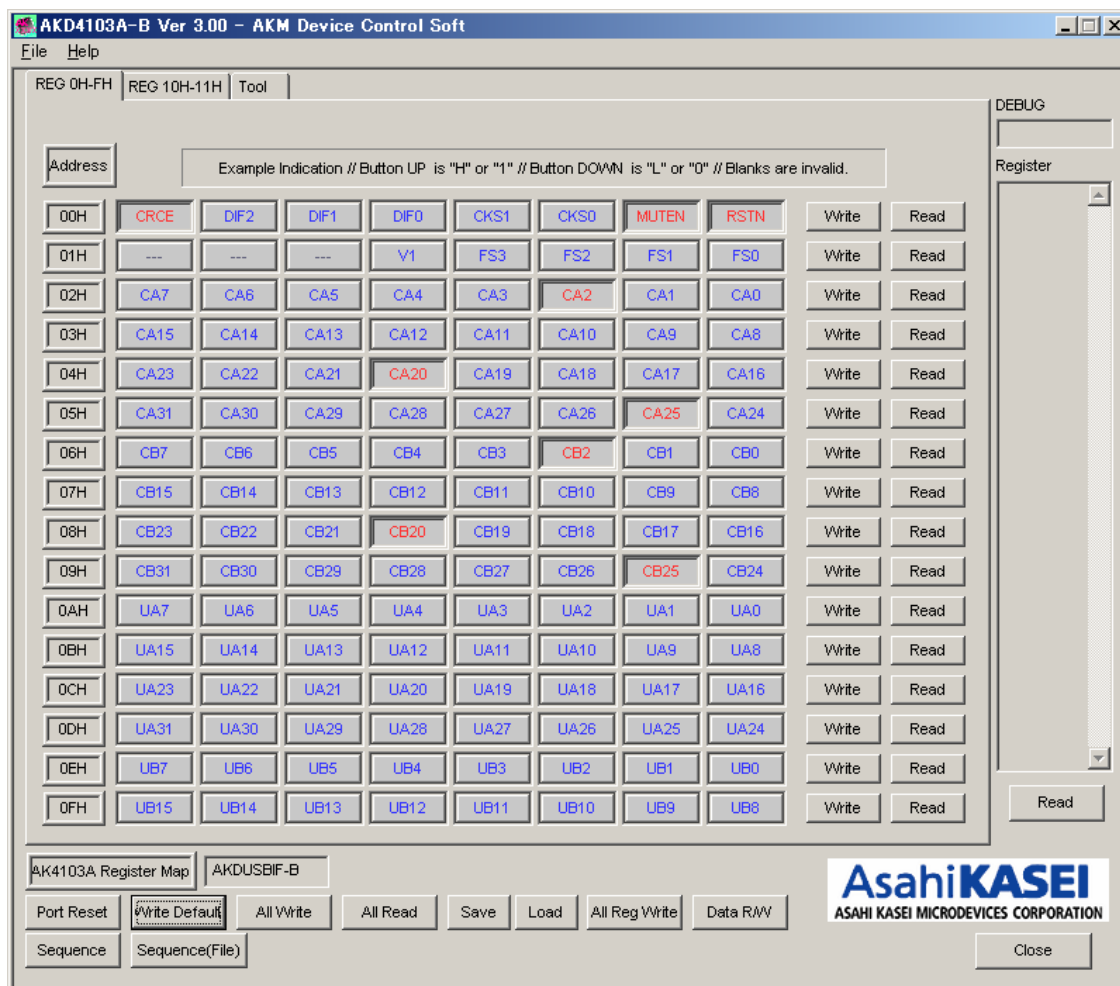 AKD4103A-B Ver 3.00 - AKM Device Control Soft
File Help
REG 0H-FH REG 10H-11H Tool
DEBUG
Address Example Indication // Button UP is "H" or "1" // Button DOWN is "L" or "0" // Blanks are invalid. Register
00H CRCE DIF2 DIF1 DIF0 CKS1 CKS0 MUTEN RSTN Write Read
01H --- --- --- V1 FS3 FS2 FS1 FS0 Write Read
02H CA7 CA6 CA5 CA4 CA3 CA2 CA1 CA0 Write Read
03H CA15 CA14 CA13 CA12 CA11 CA10 CA9 CA8 Write Read
04H CA23 CA22 CA21 CA20 CA19 CA18 CA17 CA16 Write Read
05H CA31 CA30 CA29 CA28 CA27 CA26 CA25 CA24 Write Read
06H CB7 CB6 CB5 CB4 CB3 CB2 CB1 CB0 Write Read
07H CB15 CB14 CB13 CB12 CB11 CB10 CB9 CB8 Write Read
08H CB23 CB22 CB21 CB20 CB19 CB18 CB17 CB16 Write Read
09H CB31 CB30 CB29 CB28 CB27 CB26 CB25 CB24 Write Read
0AH UA7 UA6 UA5 UA4 UA3 UA2 UA1 UA0 Write Read
0BH UA15 UA14 UA13 UA12 UA11 UA10 UA9 UA8 Write Read
0CH UA23 UA22 UA21 UA20 UA19 UA18 UA17 UA16 Write Read
0DH UA31 UA30 UA29 UA28 UA27 UA26 UA25 UA24 Write Read
0EH UB7 UB6 UB5 UB4 UB3 UB2 UB1 UB0 Write Read
0FH UB15 UB14 UB13 UB12 UB11 UB10 UB9 UB8 Write Read
Read
AK4103A Register Map AKDUSBIF-B
AsahiKASEI
ASAHI KASEI MICRODEVICES CORPORATION
Port Reset Write Default All Write All Read Save Load All Reg Write Data R/W
Sequence Sequence(File) Close